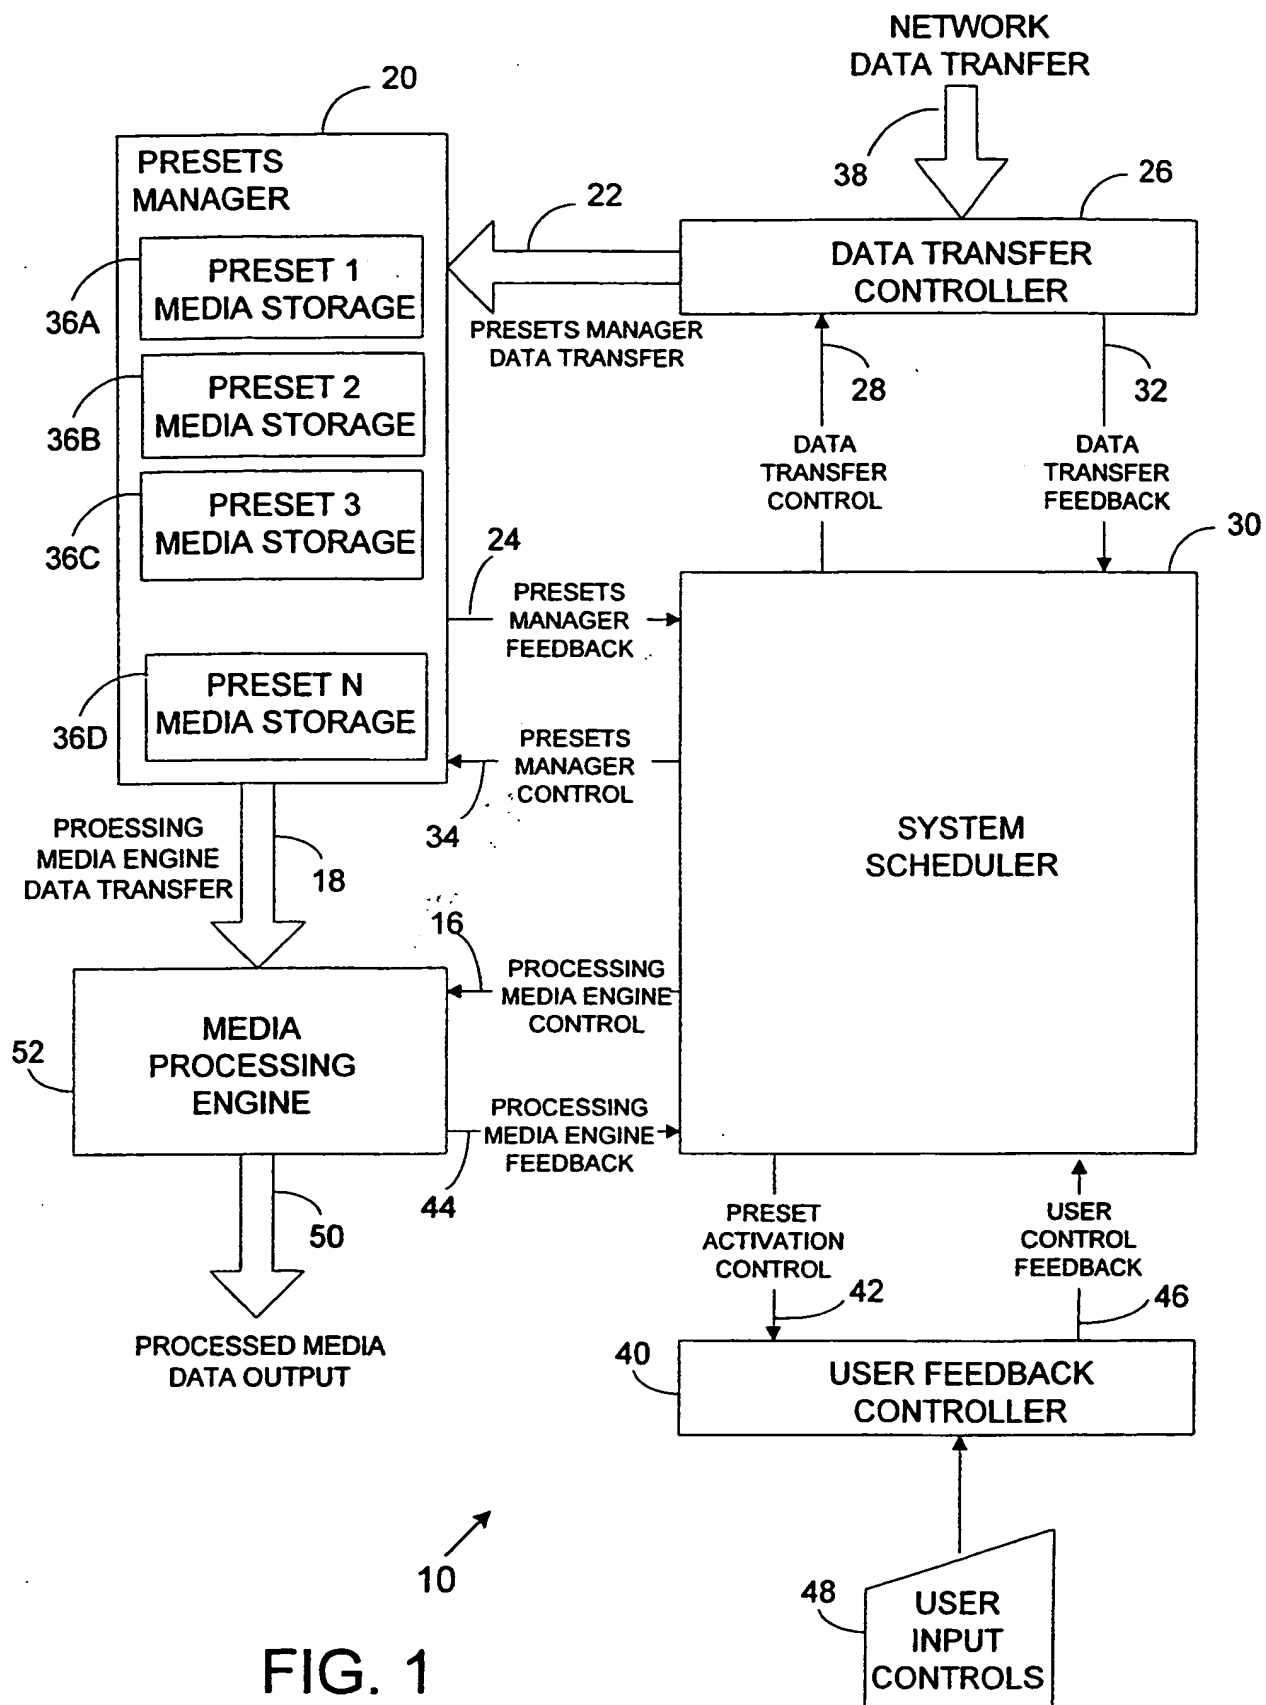 NETWORK
DATA TRANFER
38
20
PRESETS
MANAGER
PRESET 1
MEDIA STORAGE
36A
PRESET 2
MEDIA STORAGE
36B
PRESET 3
MEDIA STORAGE
36C
PRESET N
MEDIA STORAGE
36D
22
PRESETS MANAGER
DATA TRANSFER
26
DATA TRANSFER
CONTROLLER
28
32
DATA
TRANSFER
CONTROL
DATA
TRANSFER
FEEDBACK
24
PRESETS
MANAGER
FEEDBACK
30
PRESETS
MANAGER
CONTROL
34
SYSTEM
SCHEDULER
PROESSING
MEDIA ENGINE
DATA TRANSFER
18
16
PROCESSING
MEDIA ENGINE
CONTROL
MEDIA
PROCESSING
ENGINE
52
PROCESSING
MEDIA ENGINE
FEEDBACK
44
50
PROCESSED MEDIA
DATA OUTPUT
PRESET
ACTIVATION
CONTROL
42
USER
CONTROL
FEEDBACK
46
40
USER FEEDBACK
CONTROLLER
10
48
USER
INPUT
CONTROLS
FIG. 1